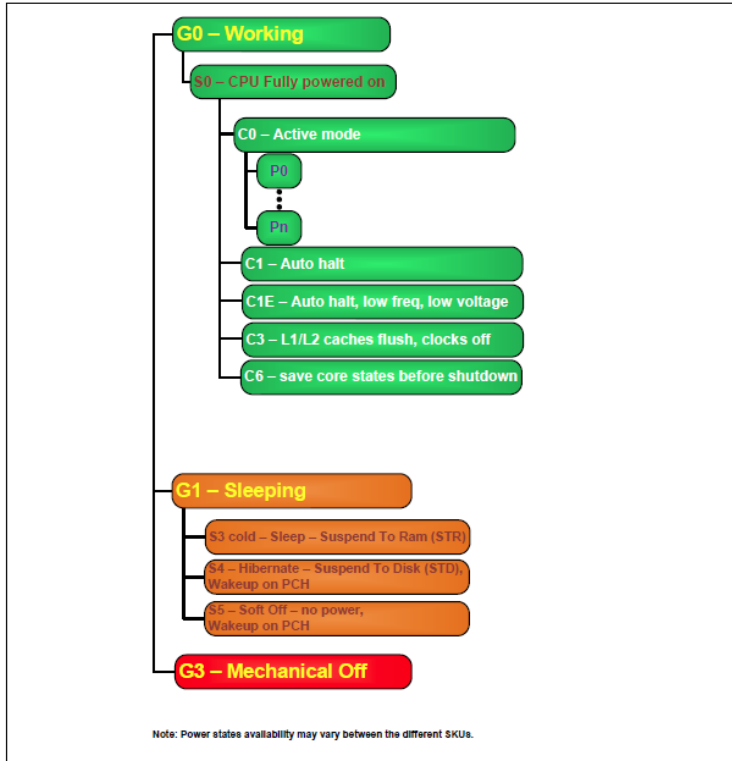 G0 – Working
S0 – CPU Fully powered on
C0 – Active mode
P0
Pn
C1 – Auto halt
C1E – Auto halt, low freq, low voltage
C3 – L1/L2 caches flush, clocks off
C6 – save core states before shutdown
G1 – Sleeping
S3 cold – Sleep – Suspend To Ram (STR)
S4 – Hibernate – Suspend To Disk (STD),
Wakeup on PCH
S5 – Soft Off – no power,
Wakeup on PCH
G3 – Mechanical Off
Note: Power states availability may vary between the different SKUs.